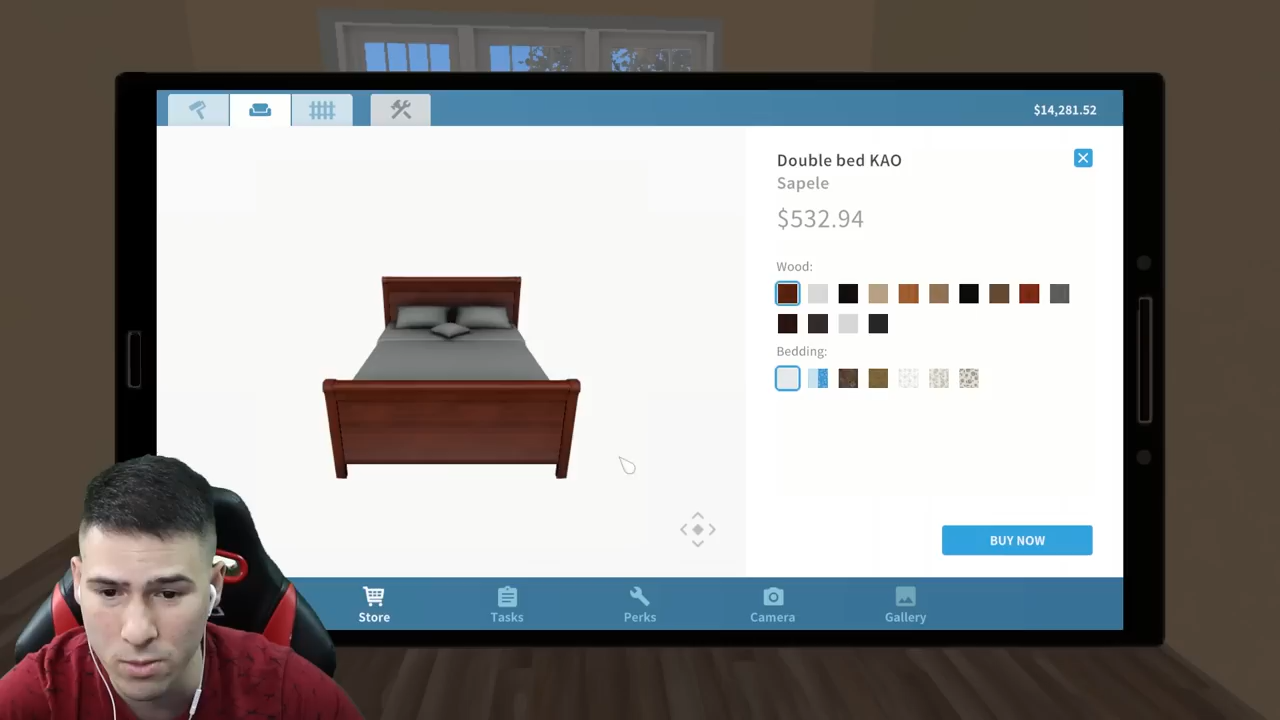 $14,281.52
Double bed KAO
Sapele
$532.94
Wood:
Bedding:
BUY NOW
Store
Tasks
Perks
Camera
Gallery